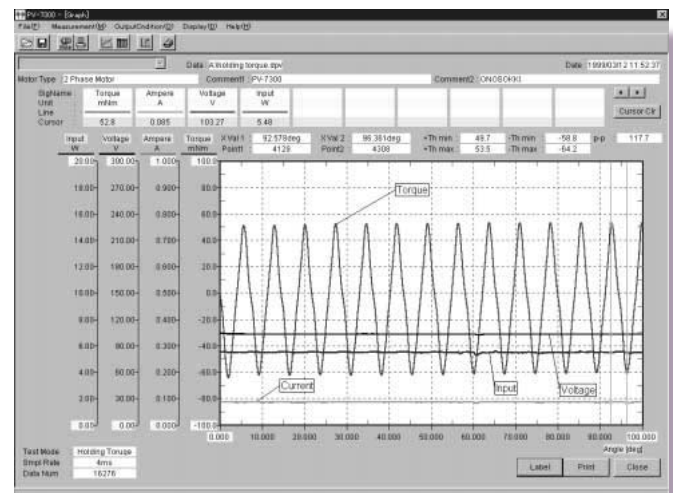 PV-7300 - [Graph]
File(F) Measurement(M) OutputCndition(O) Display(D) Help(H)
Data A:holding torque.dpv Date 1999/03/12 11:52:37
Motor Type 2 Phase Motor Comment1 PV-7300 Comment2 ONOSOKKI
SigName Torque Ampere Voltage Input
Unit mNm A V W
Line
Cursor 52.8 0.085 103.27 5.48 Cursor Clr
Input Voltage Ampere Torque X Val 1 92.578deg X Val 2 96.381deg +Th min 49.7 -Th min -58.8 p-p 117.7
W V A mNm Point1 4129 Point2 4308 +Th max 53.5 -Th max -64.2
20.00 300.00 1.000 100.0
18.00 270.00 0.900 80.0
Torque
16.00 240.00 0.800 60.0
14.00 210.00 0.700 40.0
12.00 180.00 0.600 20.0
10.00 150.00 0.500 0.0
8.00 120.00 0.400 -20.0
6.00 90.00 0.300 -40.0
4.00 60.00 0.200 -60.0
Current Input Voltage
2.00 30.00 0.100 -80.0
0.00 0.00 0.000 -100.0
0.000 10.000 20.000 30.000 40.000 50.000 60.000 70.000 80.000 90.000 100.000
Angle [deg]
Test Mode Holding Toruqe
Smpl Rate 4ms
Data Num 16276
Label Print Close